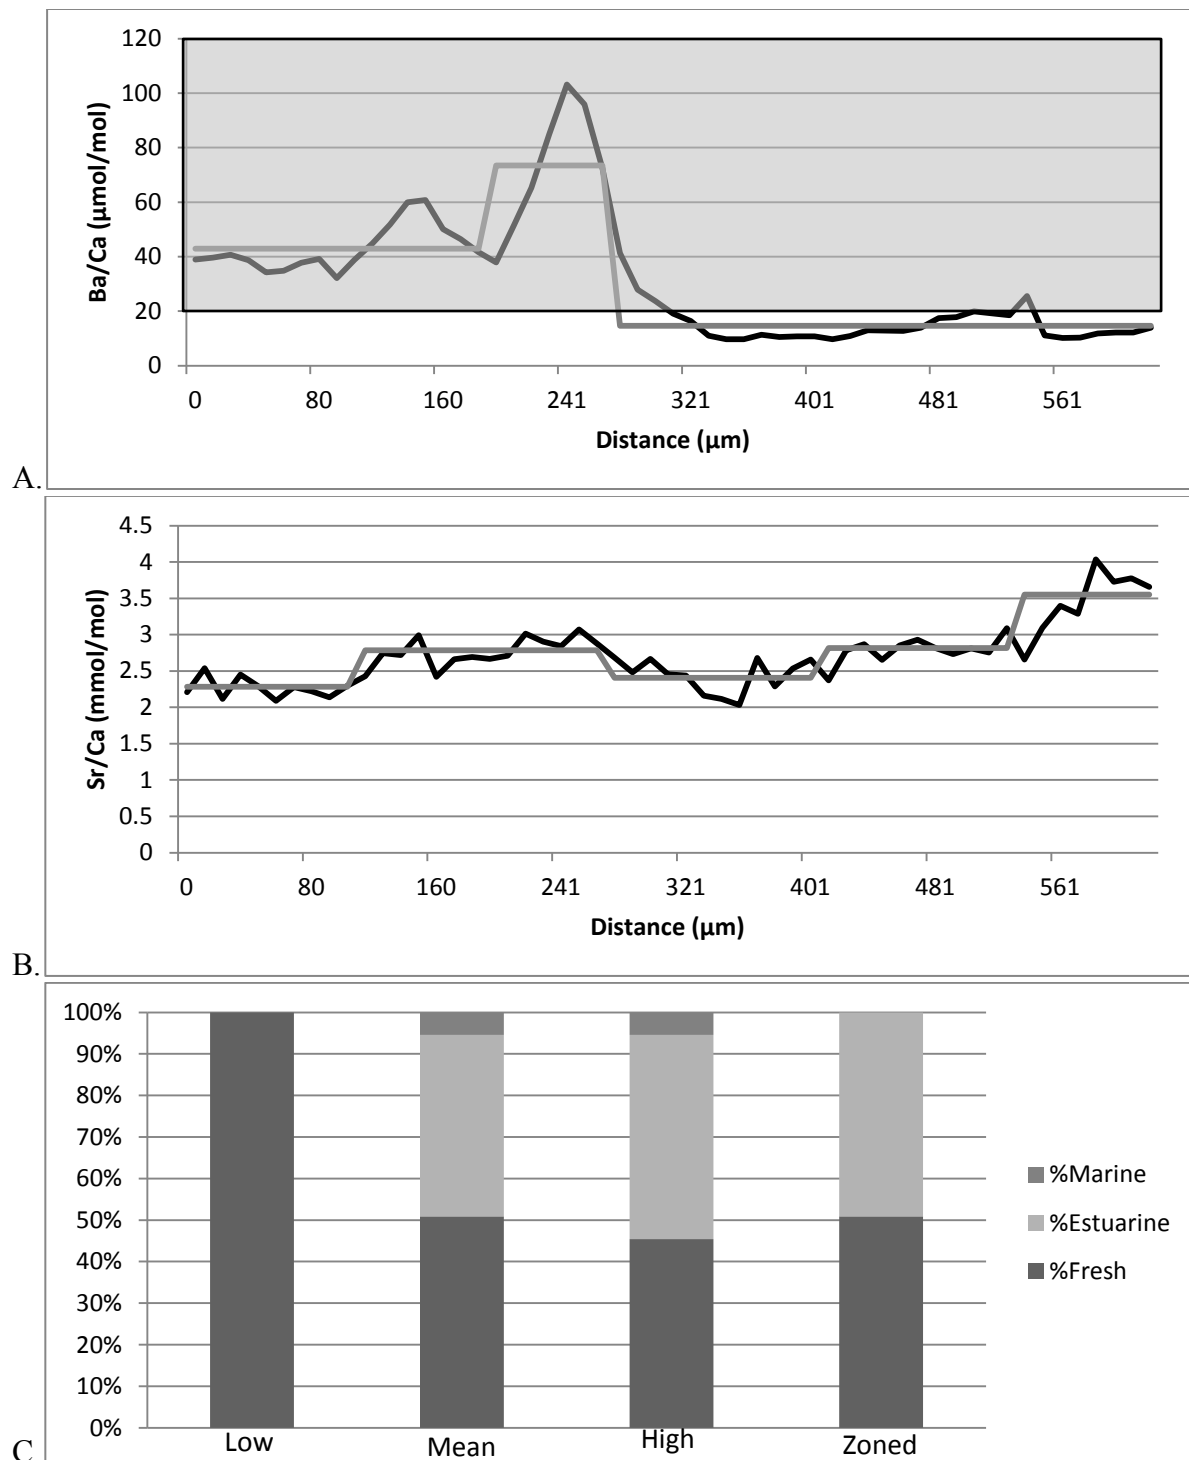 120
100
80
60
40
20
0
Ba/Ca (µmol/mol)
0 80 160 241 321 401 481 561
Distance (µm)
A.
4.5
4
3.5
3
2.5
2
1.5
1
0.5
0
Sr/Ca (mmol/mol)
0 80 160 241 321 401 481 561
Distance (µm)
B.
100%
90%
80%
70%
60%
50%
40%
30%
20%
10%
0%
%Marine
%Estuarine
%Fresh
Low Mean High Zoned
C